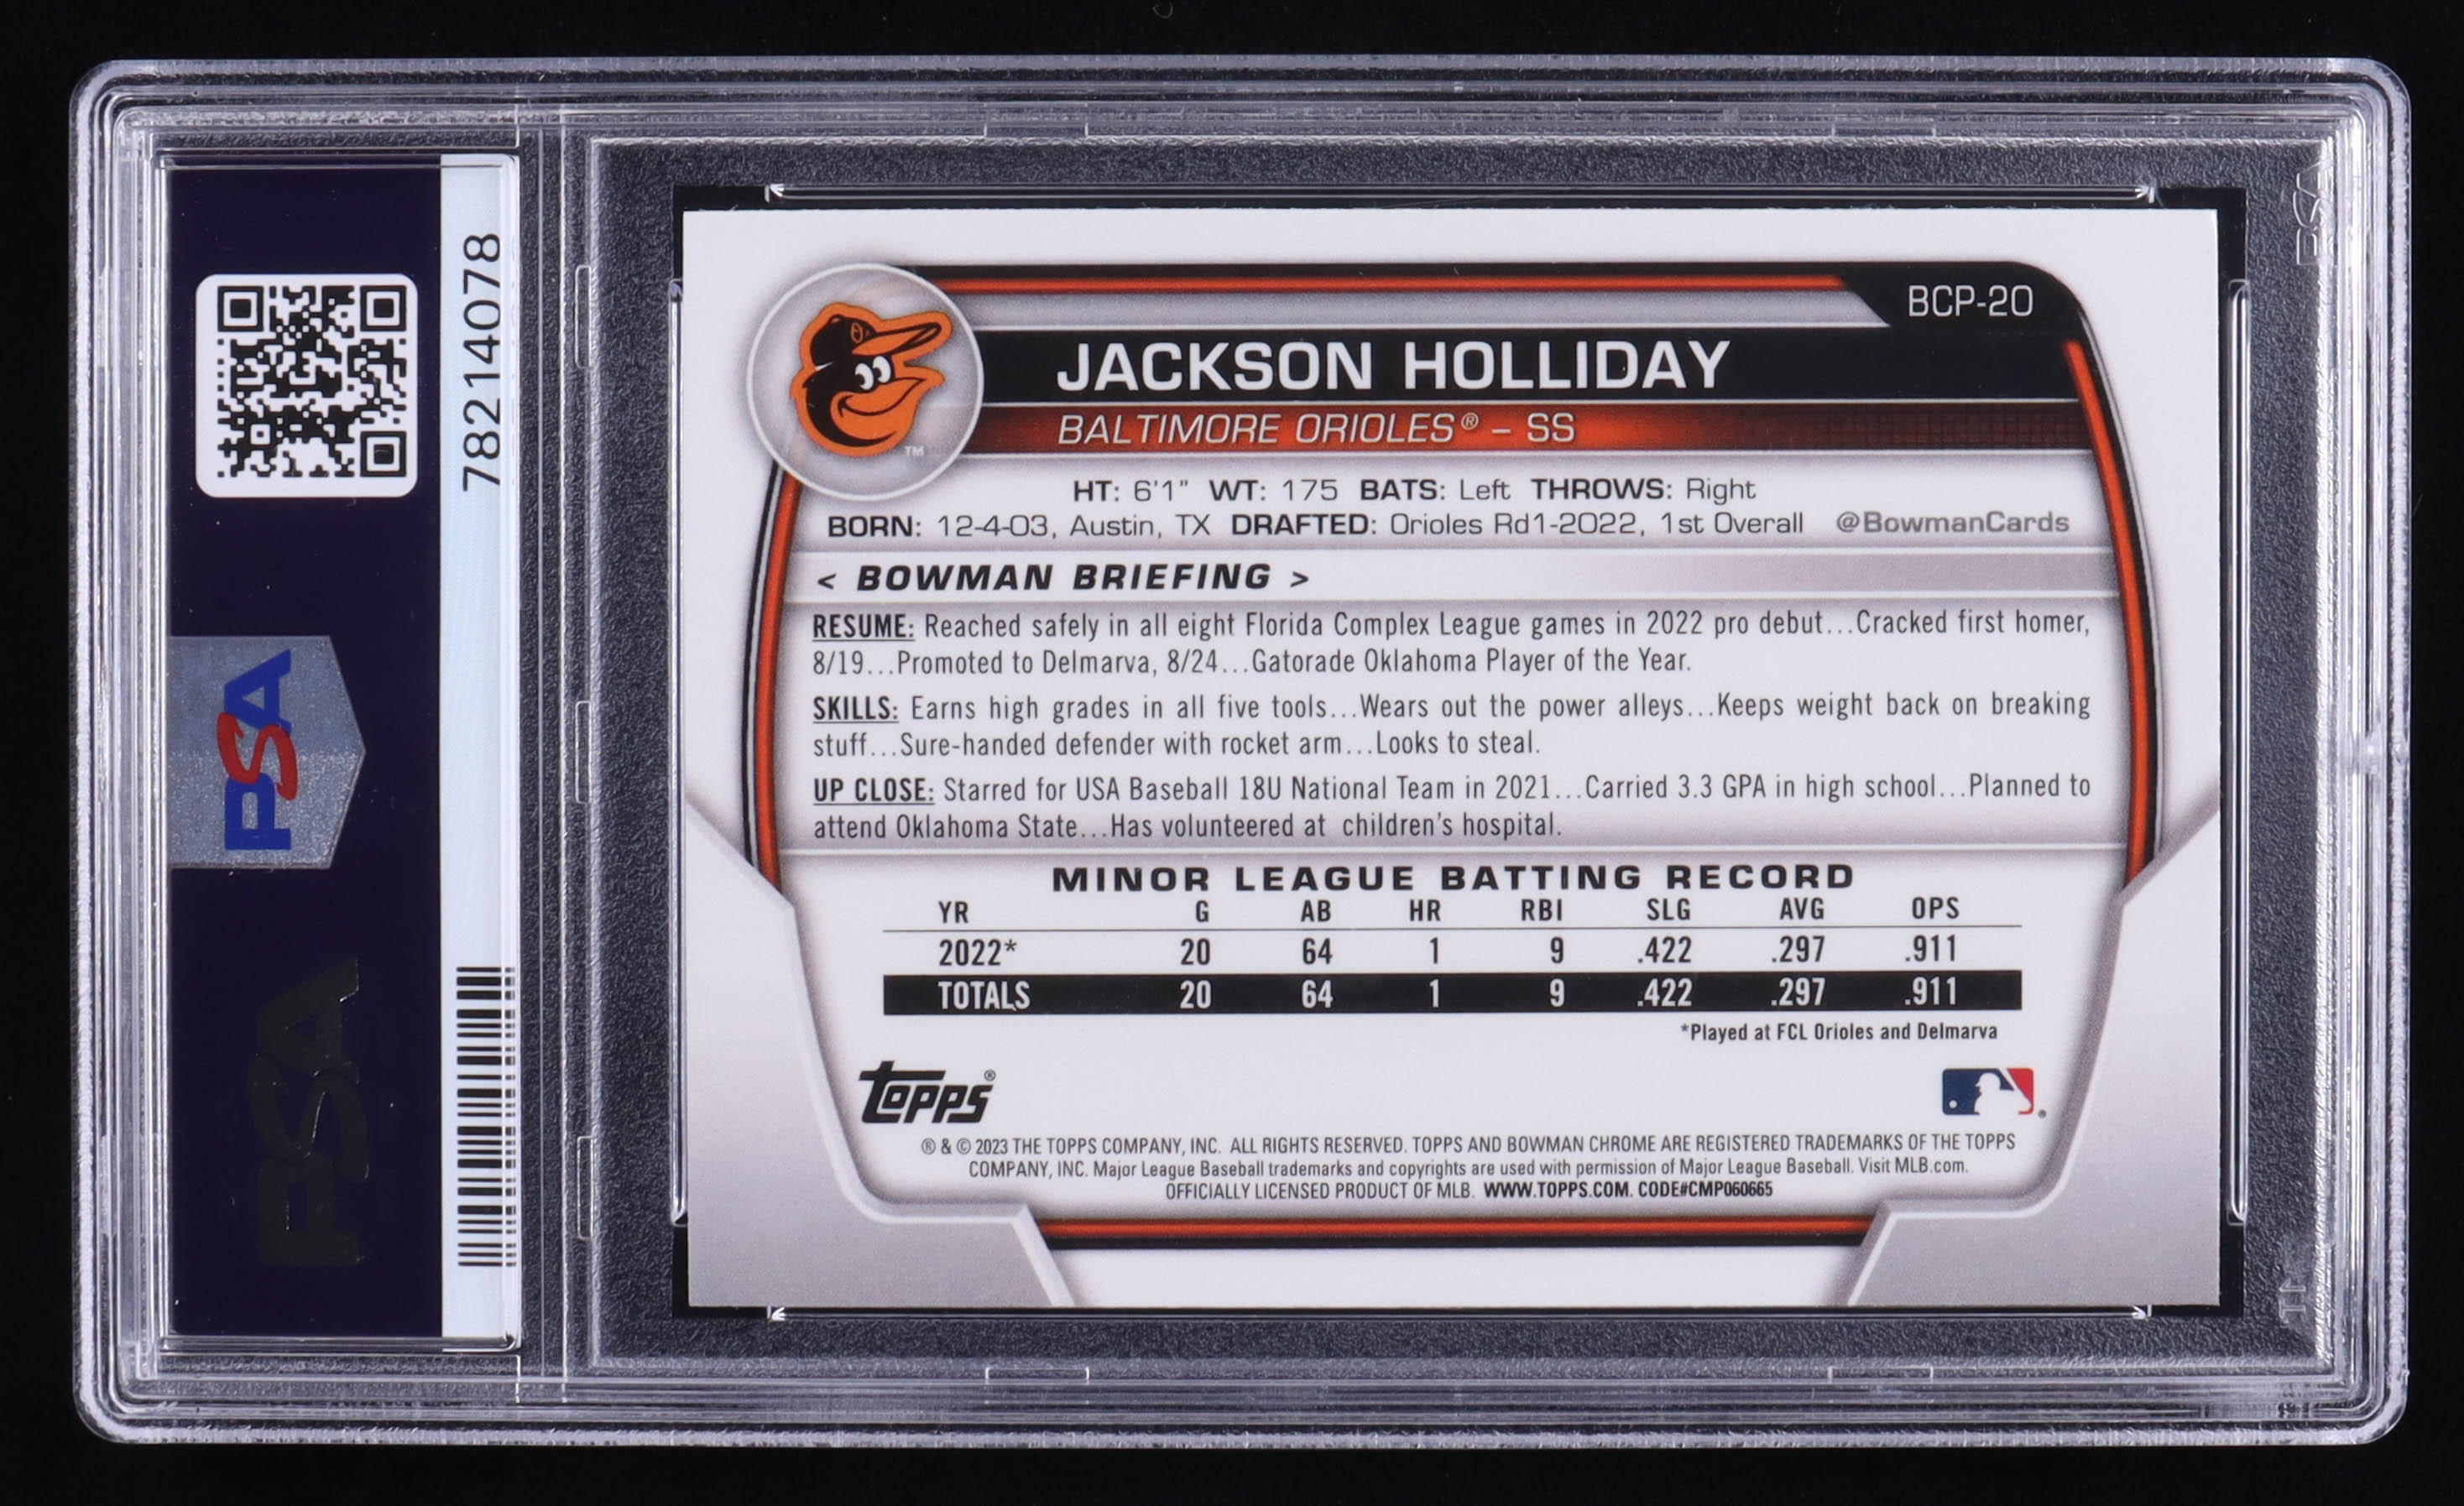 78214078
PSA
PSA
PSA
BCP-20
JACKSON HOLLIDAY
BALTIMORE ORIOLES® – SS
TM
HT: 6'1" WT: 175 BATS: Left THROWS: Right
BORN: 12-4-03, Austin, TX DRAFTED: Orioles Rd1-2022, 1st Overall @BowmanCards
< BOWMAN BRIEFING >
RESUME: Reached safely in all eight Florida Complex League games in 2022 pro debut...Cracked first homer,
8/19...Promoted to Delmarva, 8/24...Gatorade Oklahoma Player of the Year.
SKILLS: Earns high grades in all five tools...Wears out the power alleys...Keeps weight back on breaking
stuff...Sure-handed defender with rocket arm...Looks to steal.
UP CLOSE: Starred for USA Baseball 18U National Team in 2021...Carried 3.3 GPA in high school...Planned to
attend Oklahoma State...Has volunteered at children's hospital.
MINOR LEAGUE BATTING RECORD
YR G AB HR RBI SLG AVG OPS
2022* 20 64 1 9 .422 .297 .911
TOTALS 20 64 1 9 .422 .297 .911
*Played at FCL Orioles and Delmarva
TOPPS®
® & © 2023 THE TOPPS COMPANY, INC. ALL RIGHTS RESERVED. TOPPS AND BOWMAN CHROME ARE REGISTERED TRADEMARKS OF THE TOPPS
COMPANY, INC. Major League Baseball trademarks and copyrights are used with permission of Major League Baseball. Visit MLB.com.
OFFICIALLY LICENSED PRODUCT OF MLB. WWW.TOPPS.COM. CODE#CMP060665